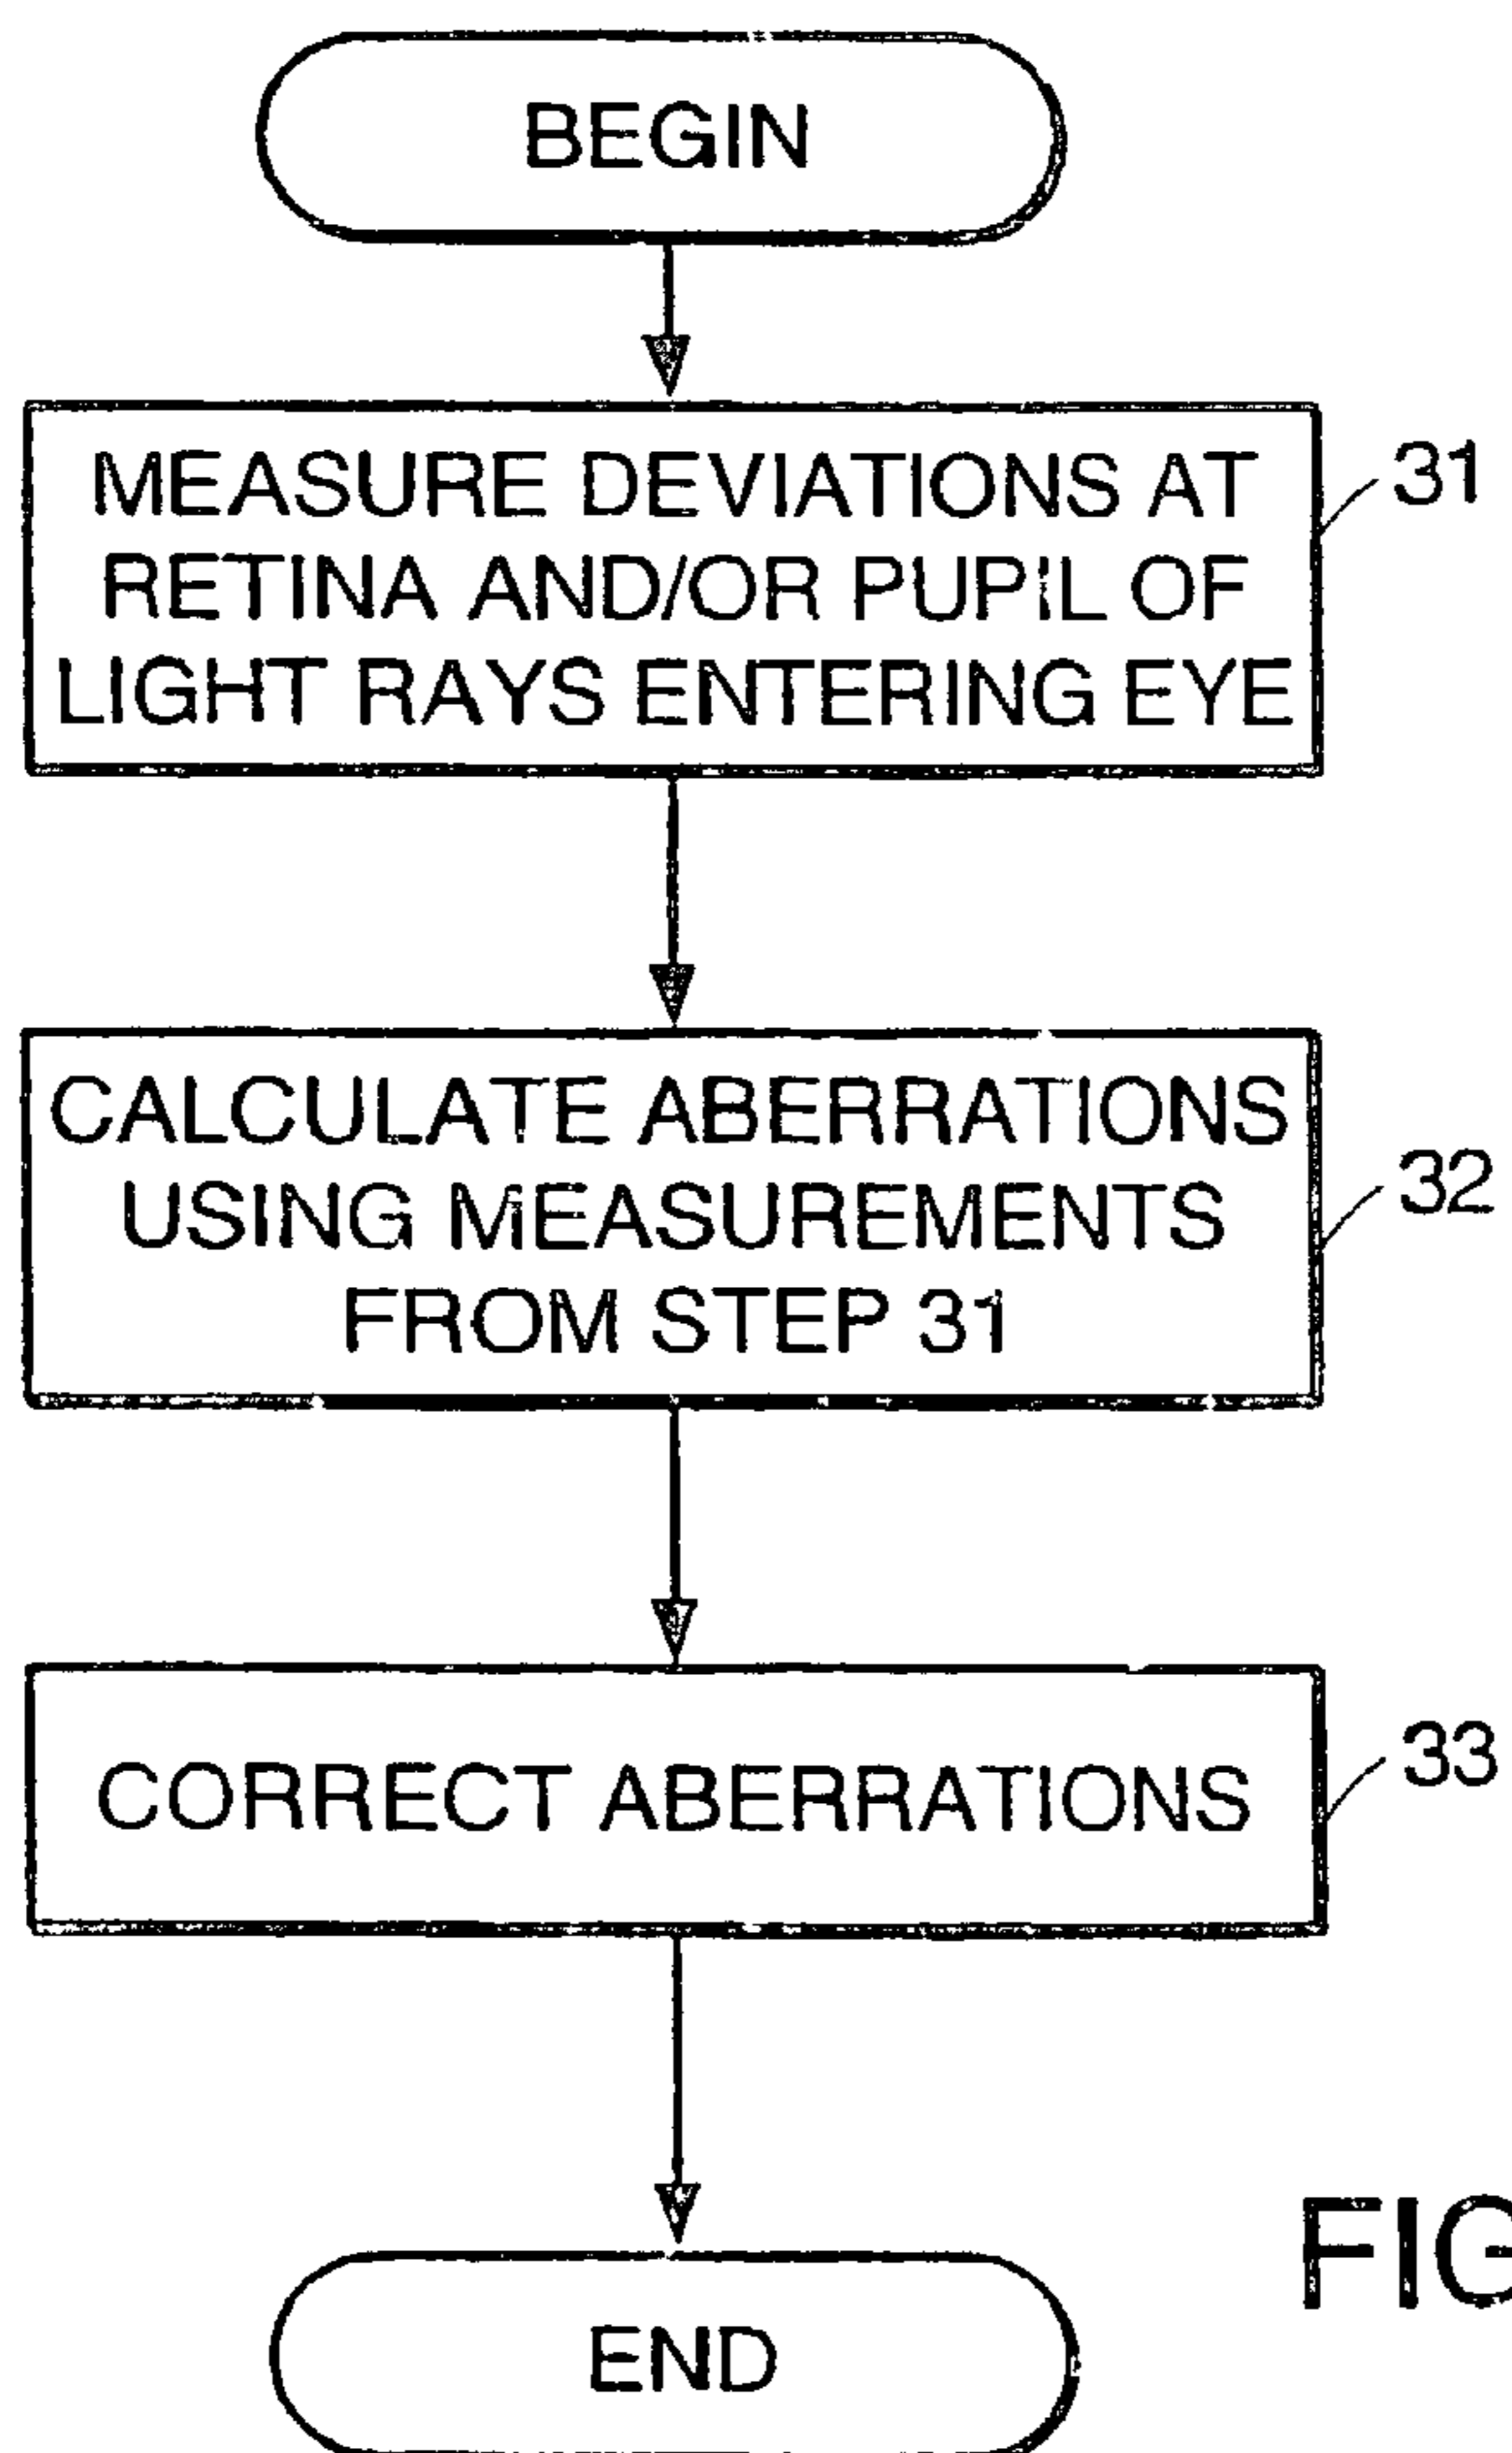 BEGIN
MEASURE DEVIATIONS AT
RETINA AND/OR PUPIL OF
LIGHT RAYS ENTERING EYE
31
CALCULATE ABERRATIONS
USING MEASUREMENTS
FROM STEP 31
32
CORRECT ABERRATIONS
33
END